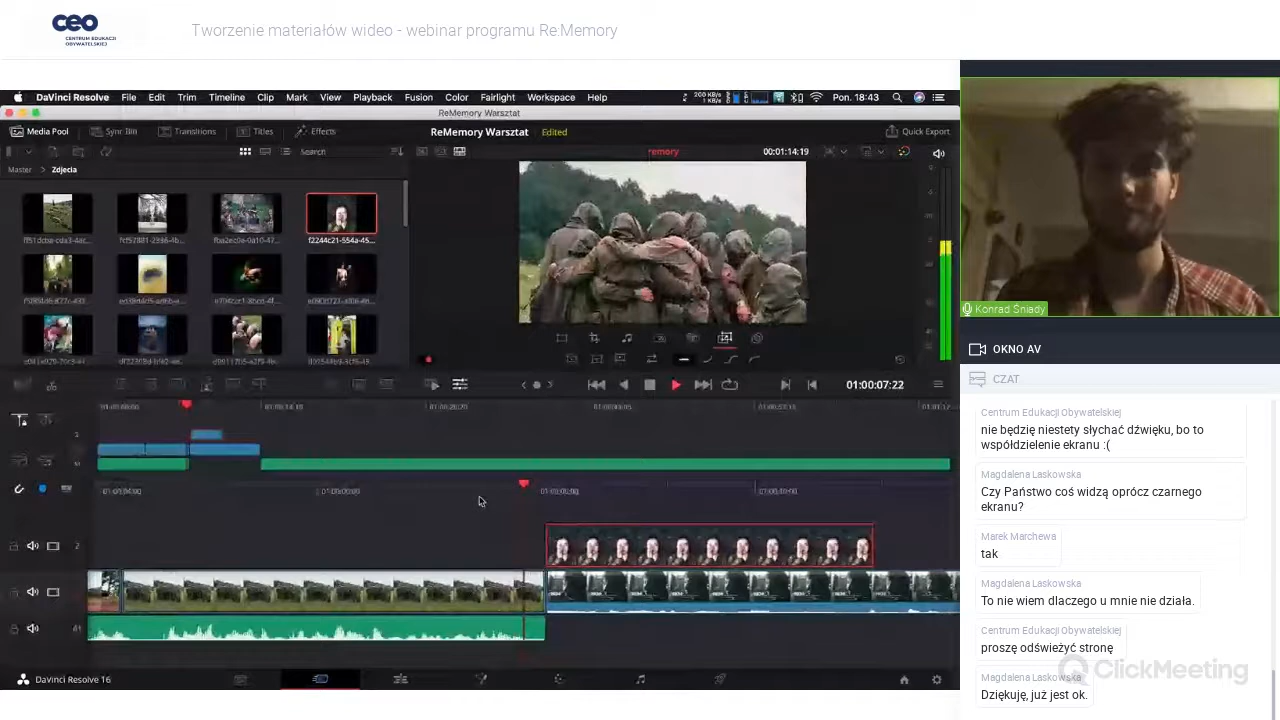 ceo
CENTRUM EDUKACJI
OBYWATELSKIEJ
Tworzenie materiałów wideo - webinar programu Re:Memory
DaVinci Resolve File Edit Trim Timeline Clip Mark View Playback Fusion Color Fairlight Workspace Help
Pon. 18:43
ReMemory Warsztat
Media Pool Sync Bin Transitions Titles Effects
ReMemory Warsztat Edited
Quick Export
Search
00:01:14:19
Master > Zdjecia
01:00:07:22
2
A1
DaVinci Resolve 16
Konrad Śniady
OKNO AV
CZAT
Centrum Edukacji Obywatelskiej
nie będzię niestety słychać dźwięku, bo to
współdzielenie ekranu :(
Magdalena Laskowska
Czy Państwo coś widzą oprócz czarnego
ekranu?
Marek Marchewa
tak
Magdalena Laskowska
To nie wiem dlaczego u mnie nie działa.
Centrum Edukacji Obywatelskiej
proszę odświeżyć stronę
ClickMeeting
Magdalena Laskowska
Dziękuję, już jest ok.